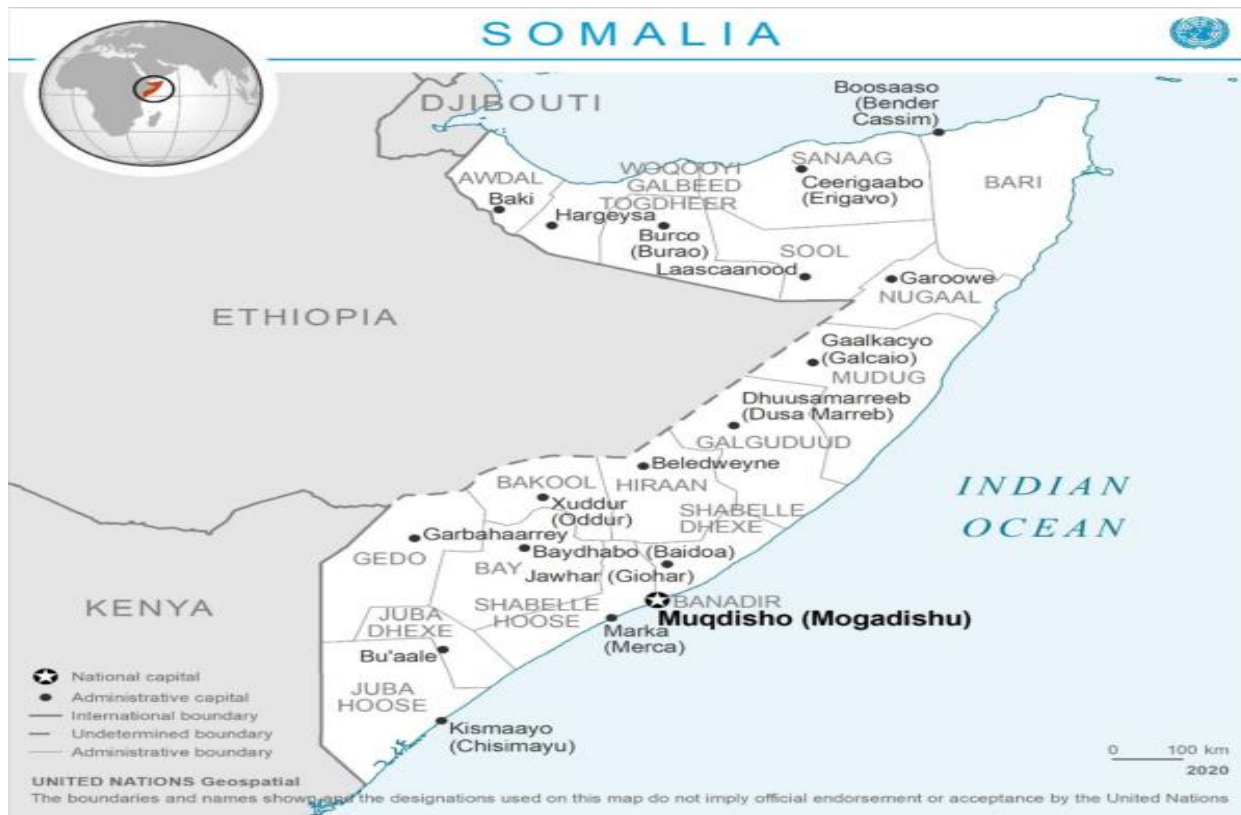 SOMALIA
DJIBOUTI
Boosaaso
(Bender
Cassim)
AWDAL
Baki
WOQOOYI
GALBEED
TOGDHEER
Hargeysa
Burco
(Burao)
SANAAG
Ceerigaabo
(Erigavo)
BARI
SOOL
Laascaanood
Garoowe
NUGAAL
ETHIOPIA
Gaalkacyo
(Galcaio)
MUDUG
Dhuusamarreeb
(Dusa Marreb)
GALGUDUUD
Beledweyne
HIRAAN
BAKOOL
Xuddur
(Oddur)
SHABELLE
DHEXE
INDIAN
OCEAN
Garbahaarrey
GEDO
Baydhabo (Baidoa)
BAY
Jawhar (Giohar)
KENYA
JUBA
DHEXE
SHABELLE
HOOSE
BANADIR
Muqdisho (Mogadishu)
Marka
(Merca)
Bu'aale
JUBA
HOOSE
Kismaayo
(Chisimayu)
National capital
Administrative capital
International boundary
Undetermined boundary
Administrative boundary
0 100 km
2020
UNITED NATIONS Geospatial
The boundaries and names shown and the designations used on this map do not imply official endorsement or acceptance by the United Nations